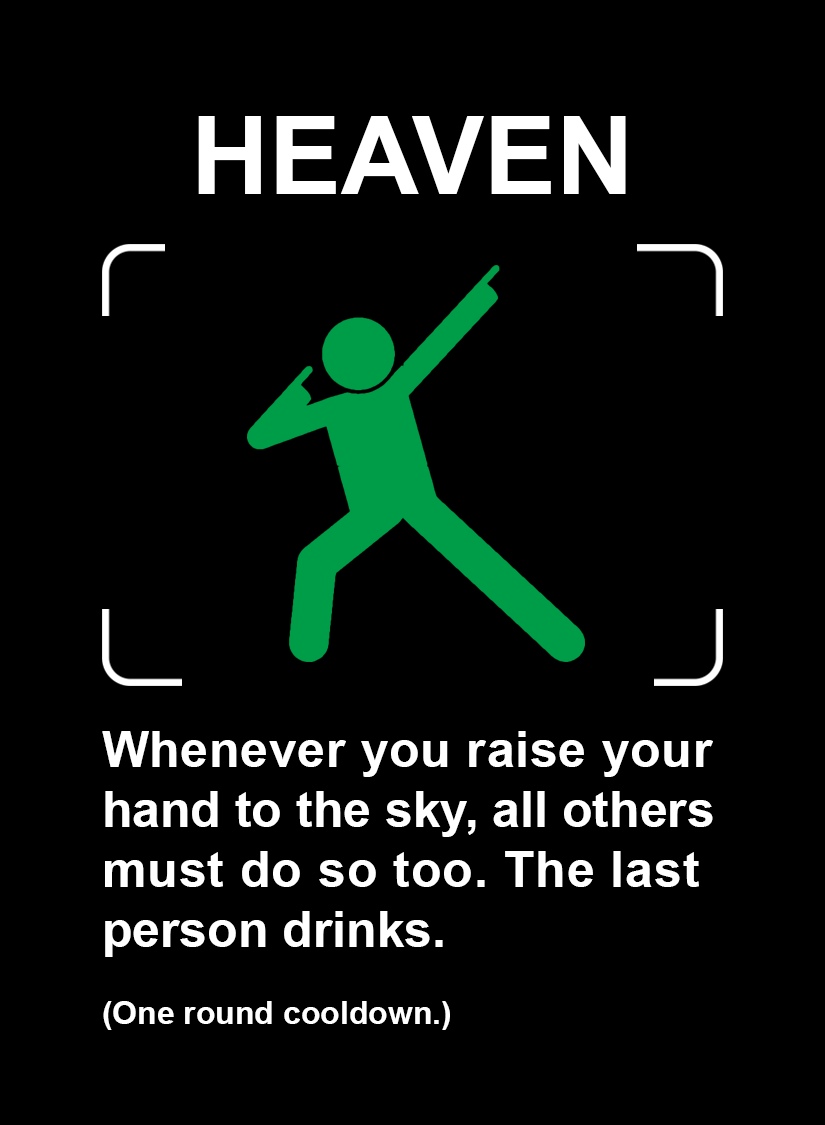 HEAVEN
Whenever you raise your
hand to the sky, all others
must do so too. The last
person drinks.
(One round cooldown.)